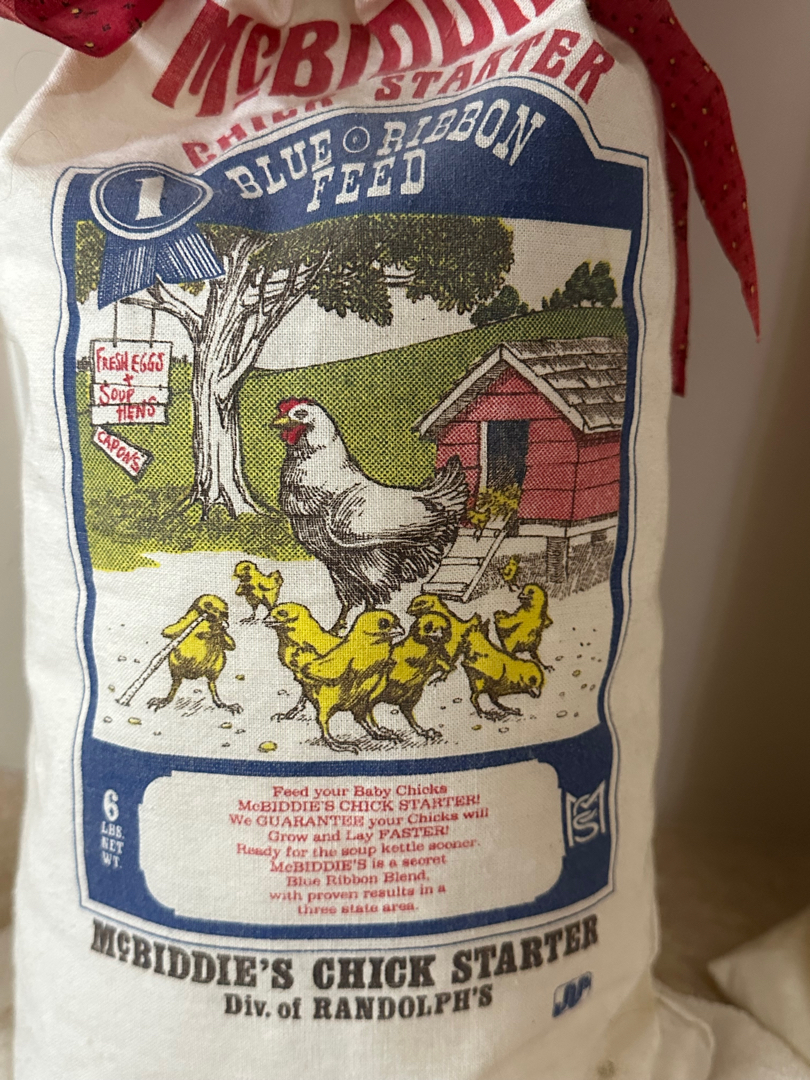 McBIDDIE
CHICK STARTER
BLUE RIBBON
FEED
1
FRESH EGGS
+
SOUP
HENS
CAPONS
Feed your Baby Chicks
McBIDDIE'S CHICK STARTER!
We GUARANTEE your Chicks will
Grow and Lay FASTER!
Ready for the soup kettle sooner.
McBIDDIE'S is a secret
Blue Ribbon Blend,
with proven results in a
three state area.
6
LBS.
NET
WT.
McBIDDIE'S CHICK STARTER
Div. of RANDOLPH'S